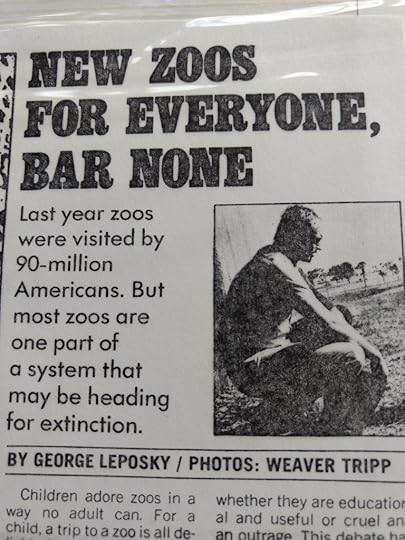 NEW ZOOS
FOR EVERYONE,
BAR NONE
Last year zoos
were visited by
90-million
Americans. But
most zoos are
one part of
a system that
may be heading
for extinction.
BY GEORGE LEPOSKY / PHOTOS: WEAVER TRIPP
Children adore zoos in a
way no adult can. For a
child, a trip to a zoo is all de-
whether they are education-
al and useful or cruel an
an outrage. This debate ha